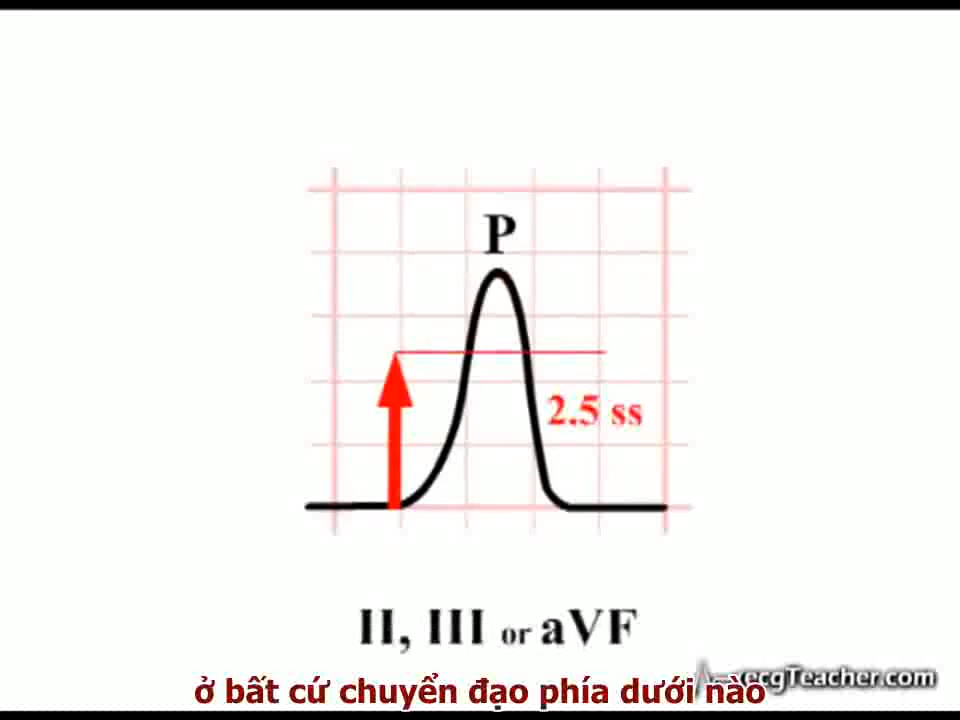 P
2.5 ss
II, III or aVF
ecgTeacher.com
ở bất cứ chuyển đạo phía dưới nào